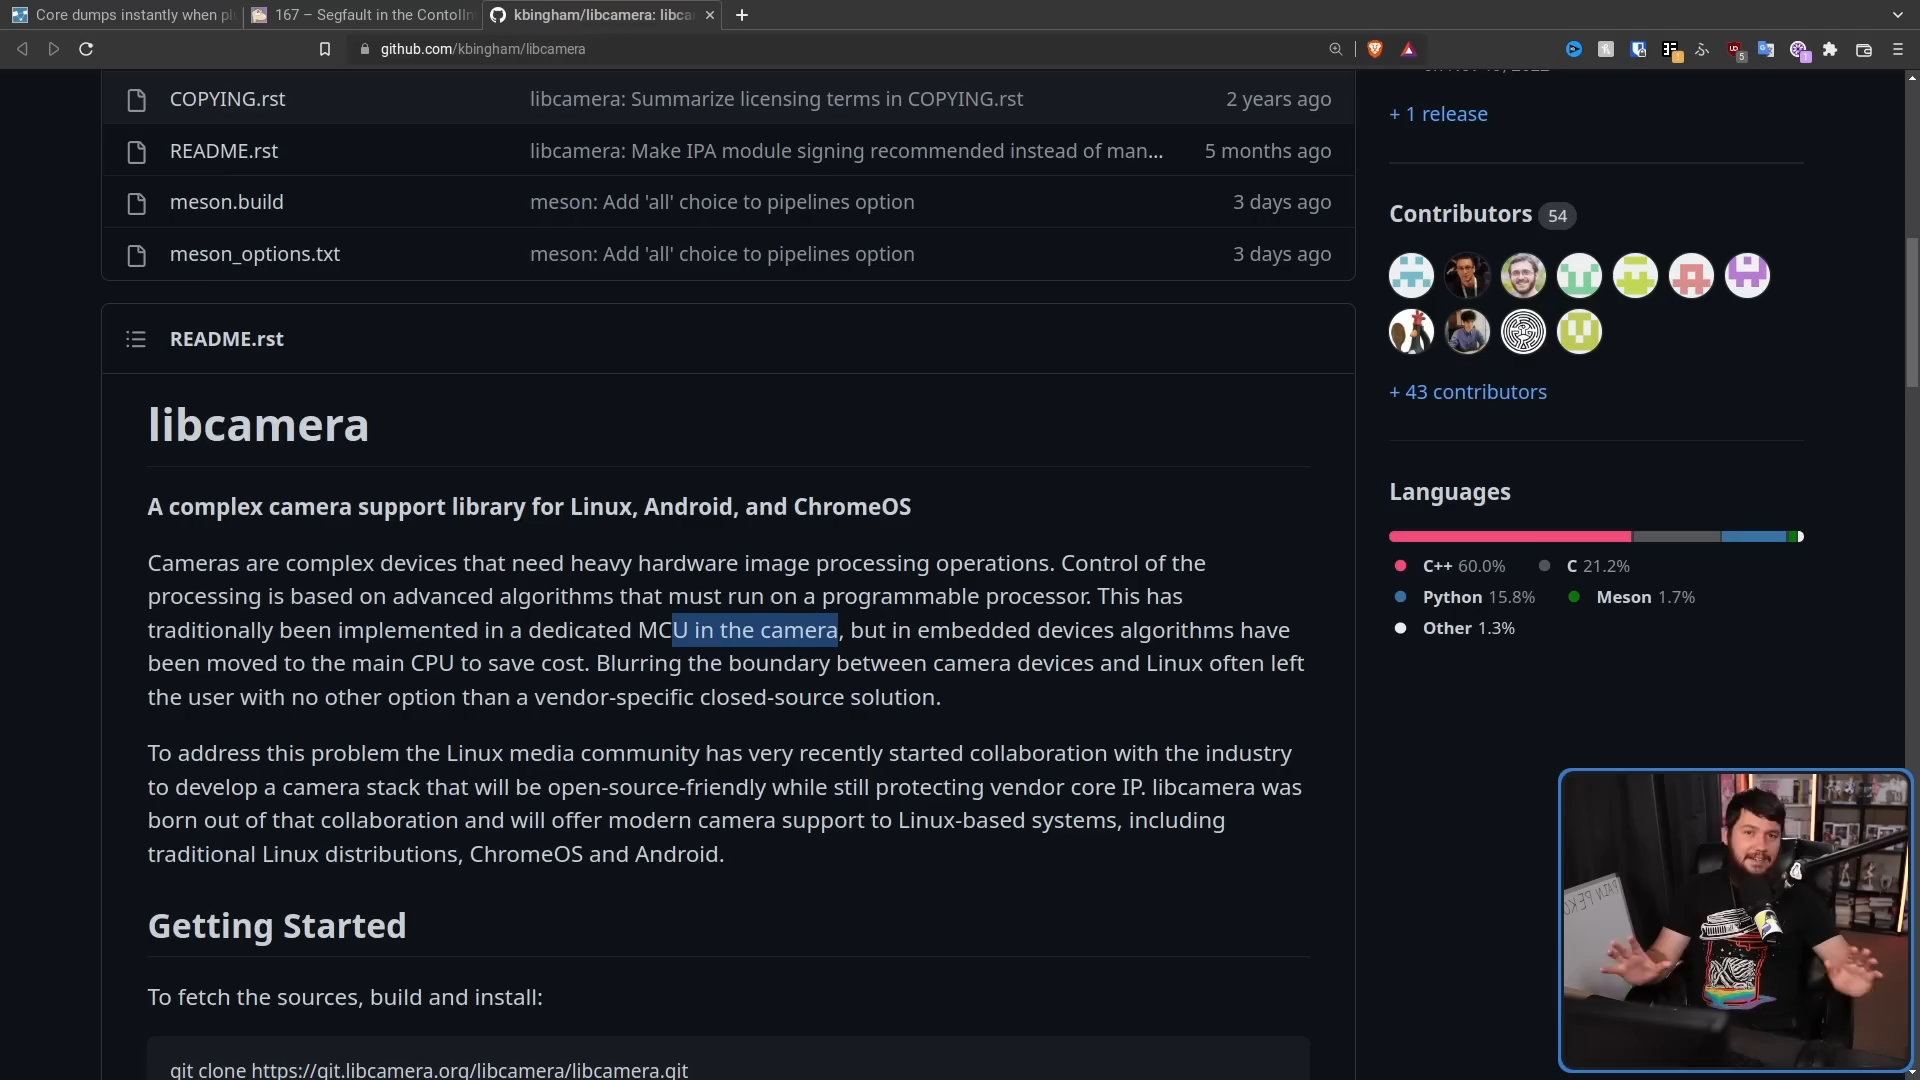 Core dumps instantly when pl
167 – Segfault in the ContolIn
kbingham/libcamera: libca
github.com/kbingham/libcamera
COPYING.rst
libcamera: Summarize licensing terms in COPYING.rst
2 years ago
+ 1 release
README.rst
libcamera: Make IPA module signing recommended instead of man...
5 months ago
meson.build
meson: Add 'all' choice to pipelines option
3 days ago
meson_options.txt
meson: Add 'all' choice to pipelines option
3 days ago
Contributors 54
+ 43 contributors
Languages
C++ 60.0%
C 21.2%
Python 15.8%
Meson 1.7%
Other 1.3%
README.rst
libcamera
A complex camera support library for Linux, Android, and ChromeOS
Cameras are complex devices that need heavy hardware image processing operations. Control of the
processing is based on advanced algorithms that must run on a programmable processor. This has
traditionally been implemented in a dedicated MCU in the camera, but in embedded devices algorithms have
been moved to the main CPU to save cost. Blurring the boundary between camera devices and Linux often left
the user with no other option than a vendor-specific closed-source solution.
To address this problem the Linux media community has very recently started collaboration with the industry
to develop a camera stack that will be open-source-friendly while still protecting vendor core IP. libcamera was
born out of that collaboration and will offer modern camera support to Linux-based systems, including
traditional Linux distributions, ChromeOS and Android.
Getting Started
To fetch the sources, build and install:
git clone https://git.libcamera.org/libcamera/libcamera.git